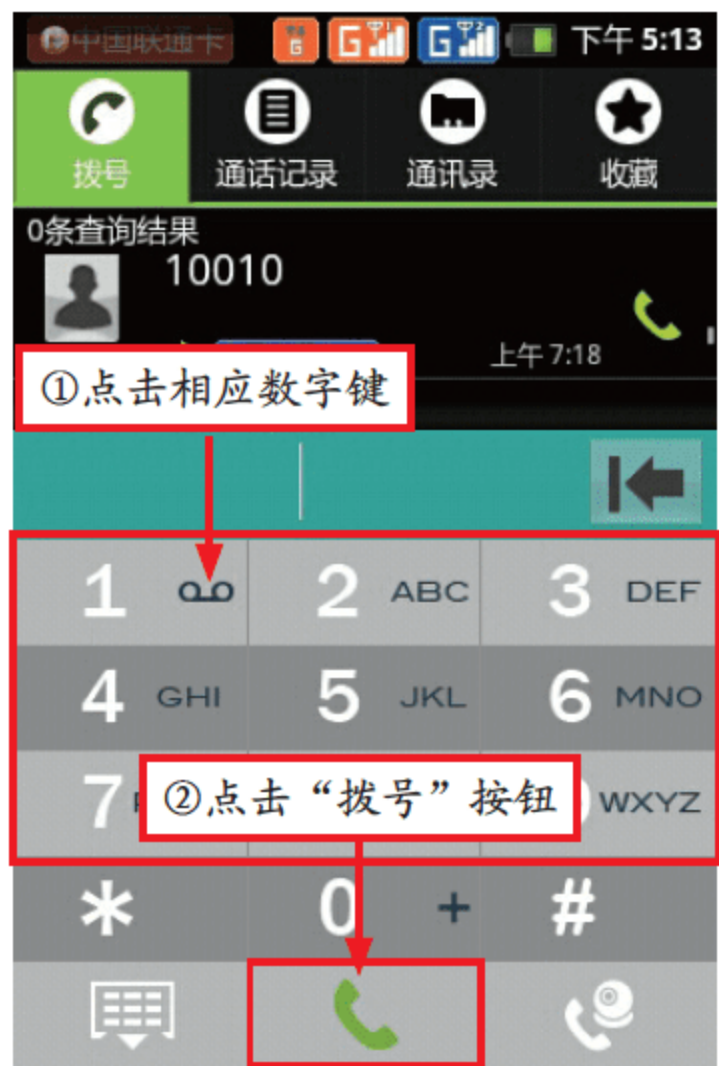 中国联通卡 G G 1 G 2 下午 5:13
拨号 通话记录 通讯录 收藏
0条查询结果
10010
上午 7:18
①点击相应数字键
1 2 ABC 3 DEF
4 GHI 5 JKL 6 MNO
7 WXYZ
②点击“拨号”按钮
* 0 + #